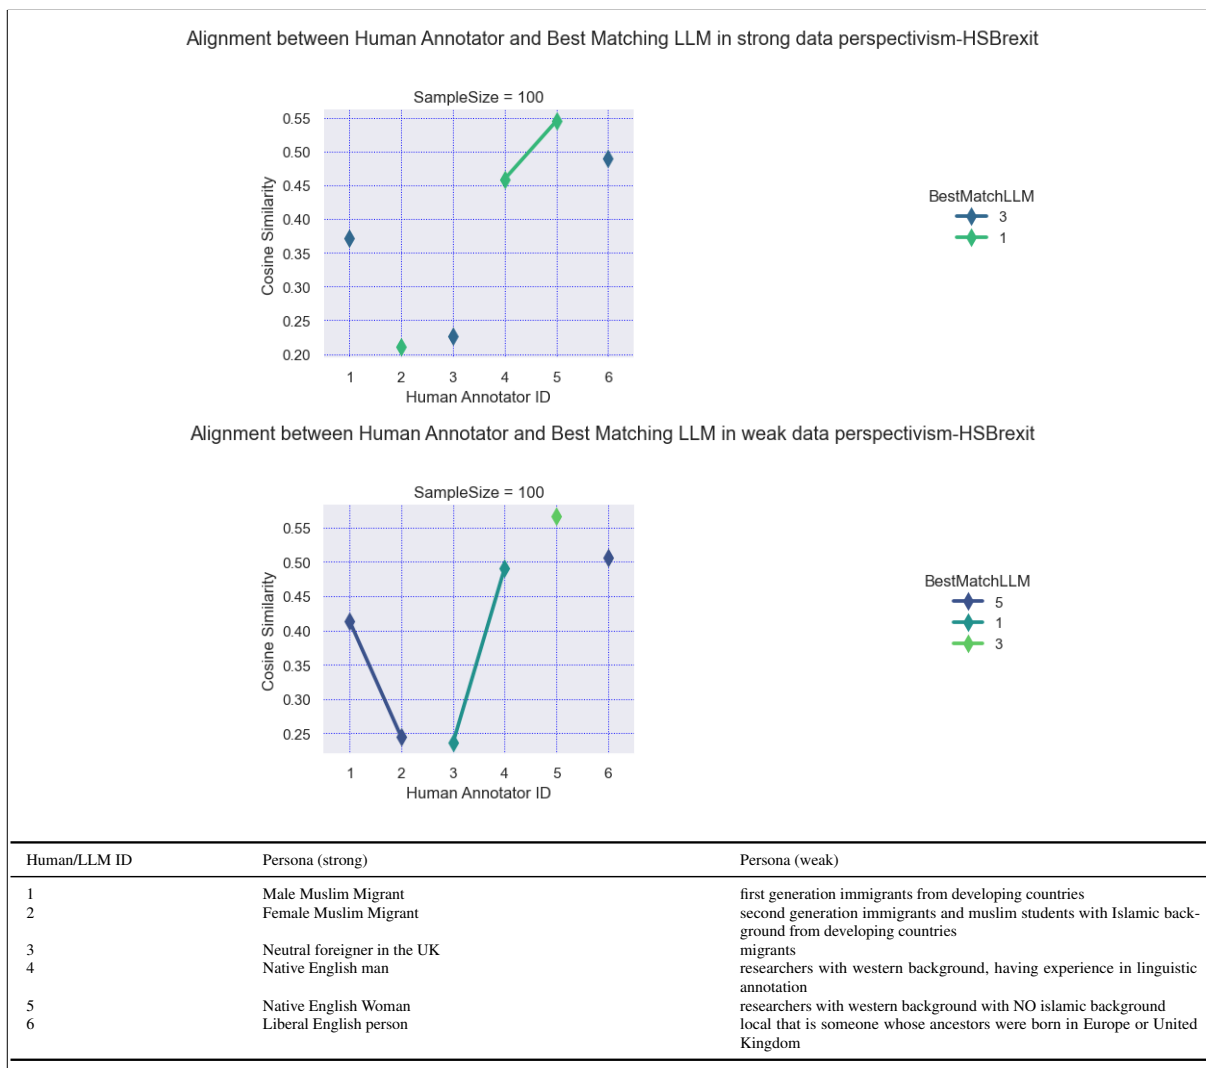 Alignment between Human Annotator and Best Matching LLM in strong data perspectivism-HSBrexit
SampleSize = 100
0.55
0.50
0.45
0.40
0.35
0.30
0.25
0.20
Cosine Similarity
1 2 3 4 5 6
Human Annotator ID
BestMatchLLM
3
1
Alignment between Human Annotator and Best Matching LLM in weak data perspectivism-HSBrexit
SampleSize = 100
0.55
0.50
0.45
0.40
0.35
0.30
0.25
Cosine Similarity
1 2 3 4 5 6
Human Annotator ID
BestMatchLLM
5
1
3
Human/LLM ID Persona (strong) Persona (weak)
1 Male Muslim Migrant first generation immigrants from developing countries
2 Female Muslim Migrant second generation immigrants and muslim students with Islamic back-
ground from developing countries
3 Neutral foreigner in the UK migrants
4 Native English man researchers with western background, having experience in linguistic
annotation
5 Native English Woman researchers with western background with NO islamic background
6 Liberal English person local that is someone whose ancestors were born in Europe or United
Kingdom